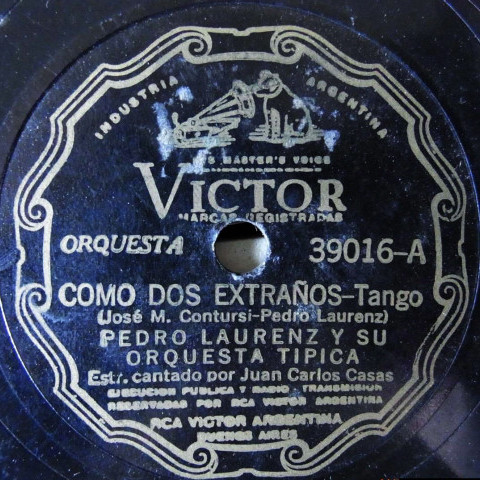 INDUSTRIA ARGENTINA
HIS MASTER'S VOICE
VICTOR
MARCAS REGISTRADAS
ORQUESTA 39016-A
COMO DOS EXTRAÑOS-Tango
(José M. Contursi-Pedro Laurenz)
PEDRO LAURENZ Y SU
ORQUESTA TIPICA
Estr. cantado por Juan Carlos Casas
EJECUCION PUBLICA Y RADIO-TRANSMISION
RESERVADAS POR RCA VICTOR ARGENTINA
RCA VICTOR ARGENTINA
BUENOS AIRES